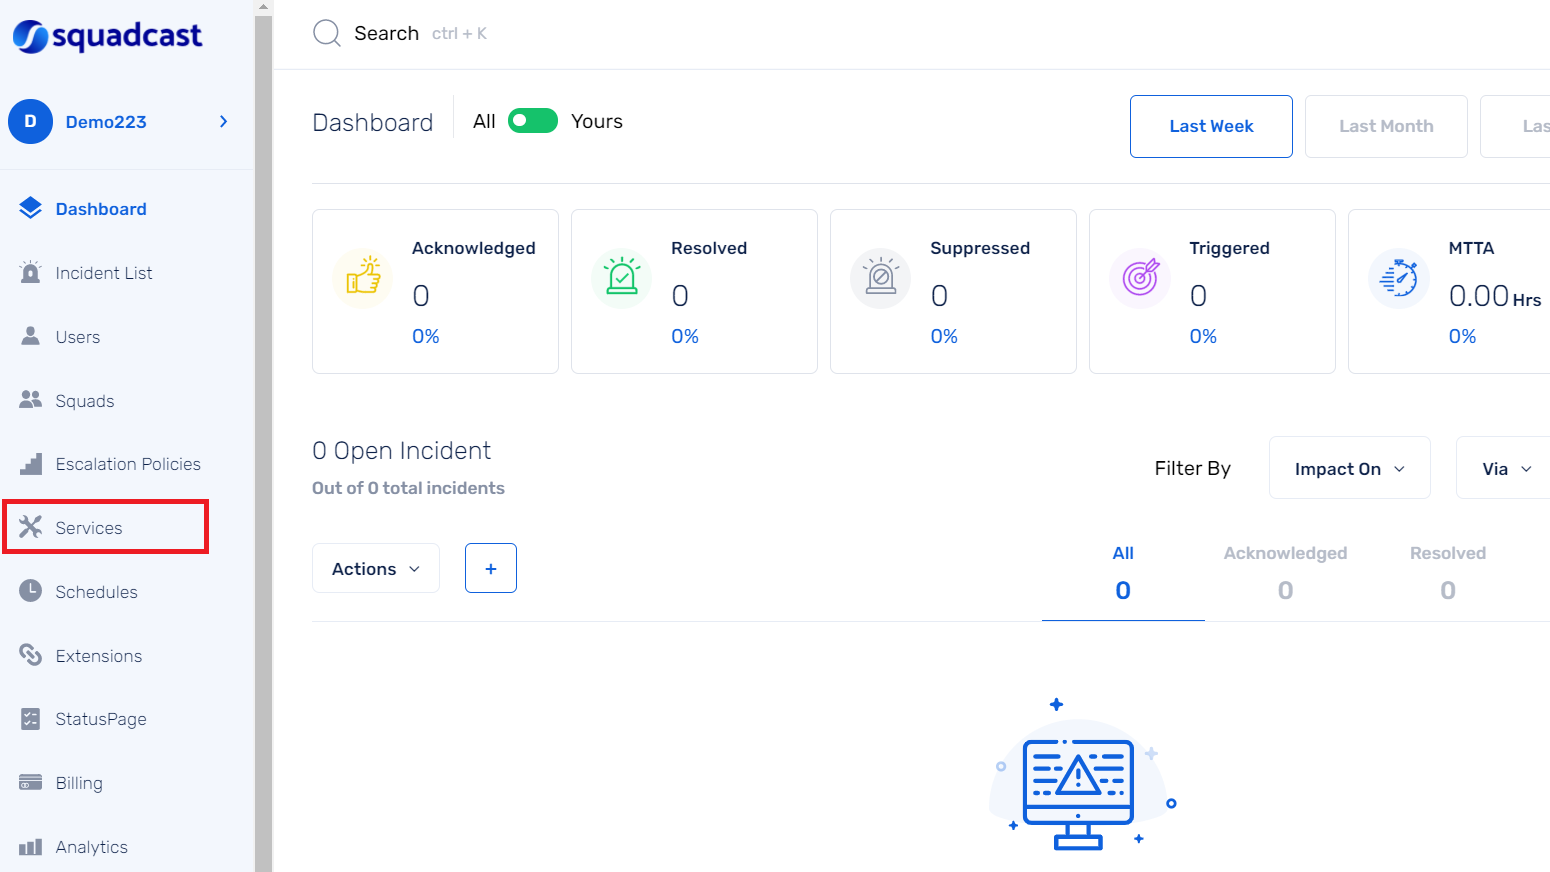 squadcast
D Demo223
Dashboard
Incident List
Users
Squads
Escalation Policies
Services
Schedules
Extensions
StatusPage
Billing
Analytics
Search ctrl + K
Dashboard All Yours
Last Week Last Month Las
Acknowledged
0
0%
Resolved
0
0%
Suppressed
0
0%
Triggered
0
0%
MTTA
0.00 Hrs
0%
0 Open Incident
Out of 0 total incidents
Filter By Impact On Via
Actions +
All
0
Acknowledged
0
Resolved
0